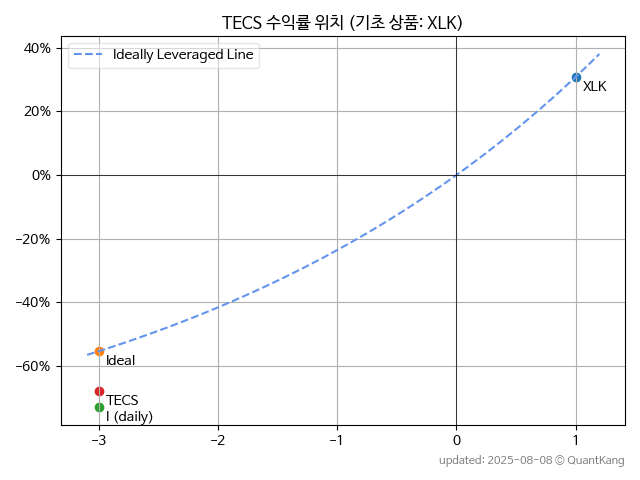 TECS 수익률 위치 (기초 상품: XLK)
Ideally Leveraged Line
40%
20%
0%
−20%
−40%
−60%
XLK
Ideal
TECS
I (daily)
−3
−2
−1
0
1
updated: 2025-08-08 © QuantKang